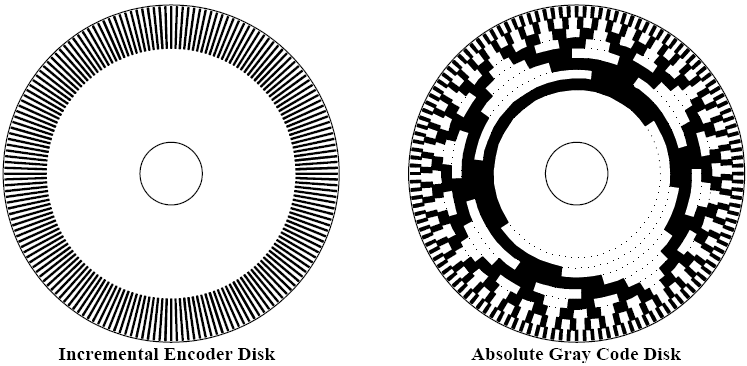 Incremental Encoder Disk
Absolute Gray Code Disk